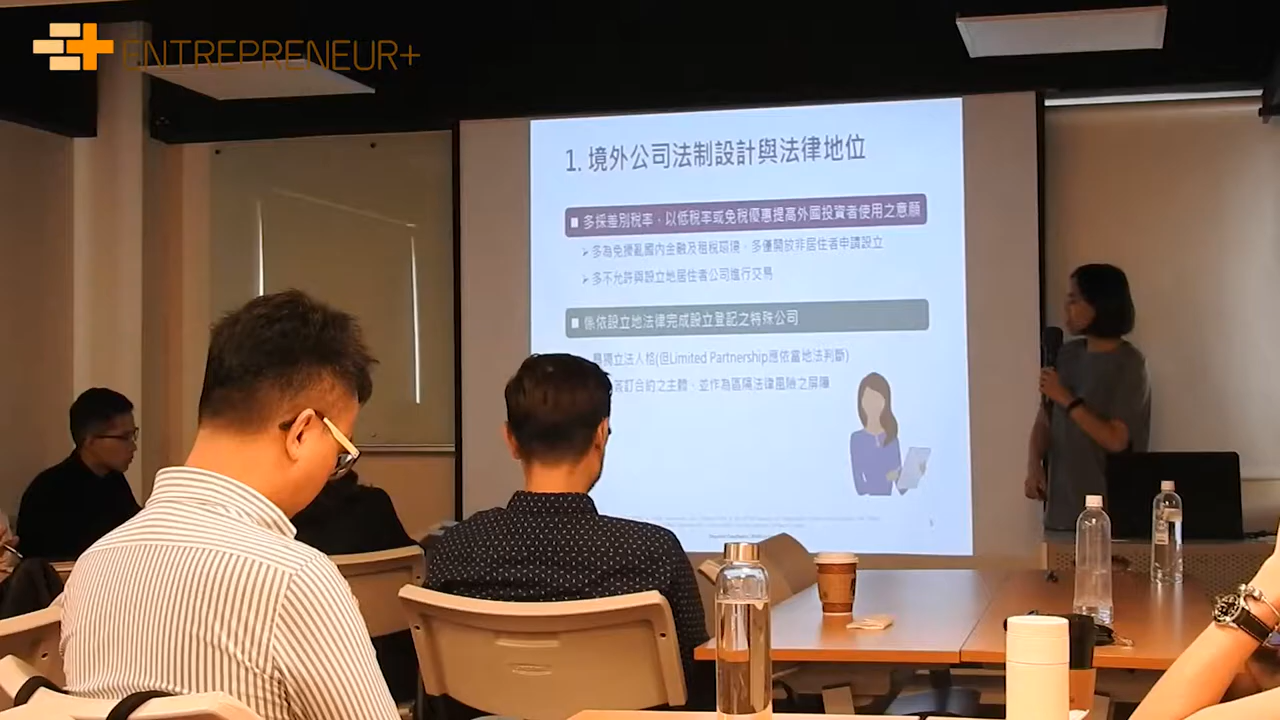 ENTREPRENEUR+
1. 境外公司法制設計與法律地位
■ 多採差別稅率，以低稅率或免稅優惠提高外國投資者使用之意願
➢ 多為免擾亂國內金融及租稅環境，多僅開放非居住者申請設立
➢ 多不允許與設立地居住者公司進行交易
■ 係依設立地法律完成設立登記之特殊公司
獨立法人格(但Limited Partnership應依當地法判斷)
簽訂合約之主體、並作為區隔法律風險之屏障